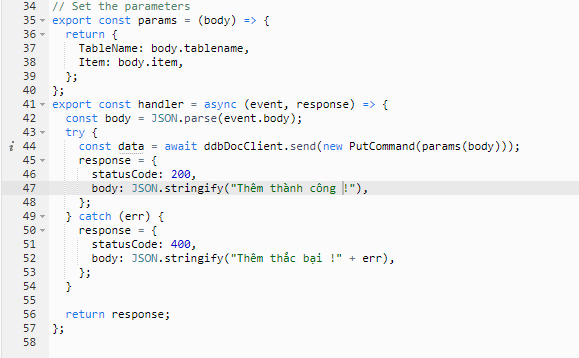 34 // Set the parameters
35 export const params = (body) => {
36 return {
37 TableName: body.tablename,
38 Item: body.item,
39 };
40 };
41 export const handler = async (event, response) => {
42 const body = JSON.parse(event.body);
43 try {
44 const data = await ddbDocClient.send(new PutCommand(params(body)));
45 response = {
46 statusCode: 200,
47 body: JSON.stringify("Thêm thành công !"),
48 };
49 } catch (err) {
50 response = {
51 statusCode: 400,
52 body: JSON.stringify("Thêm thắc bại !" + err),
53 };
54 }
55
56 return response;
57 };
58